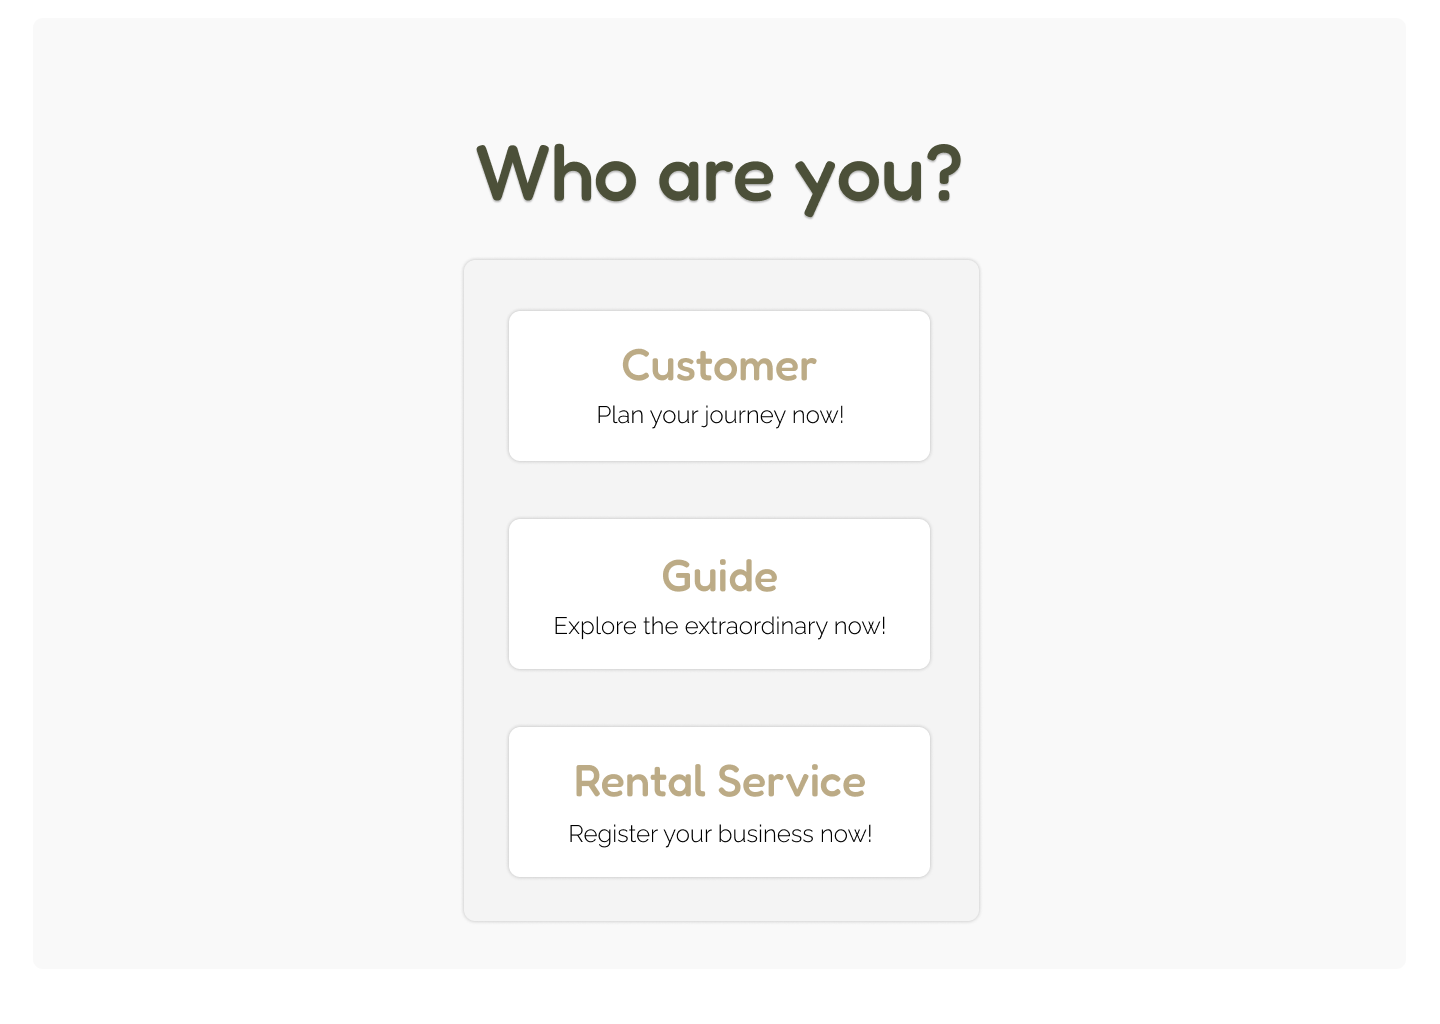 Who are you?
Customer
Plan your journey now!
Guide
Explore the extraordinary now!
Rental Service
Register your business now!